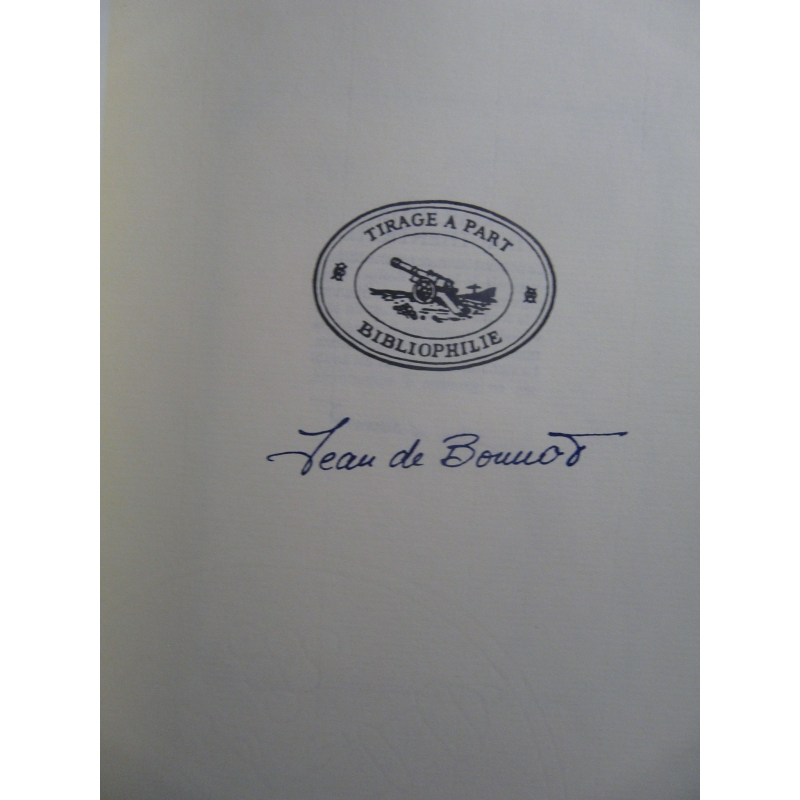 TIRAGE A PART
BIBLIOPHILIE
Jean de Bonnot